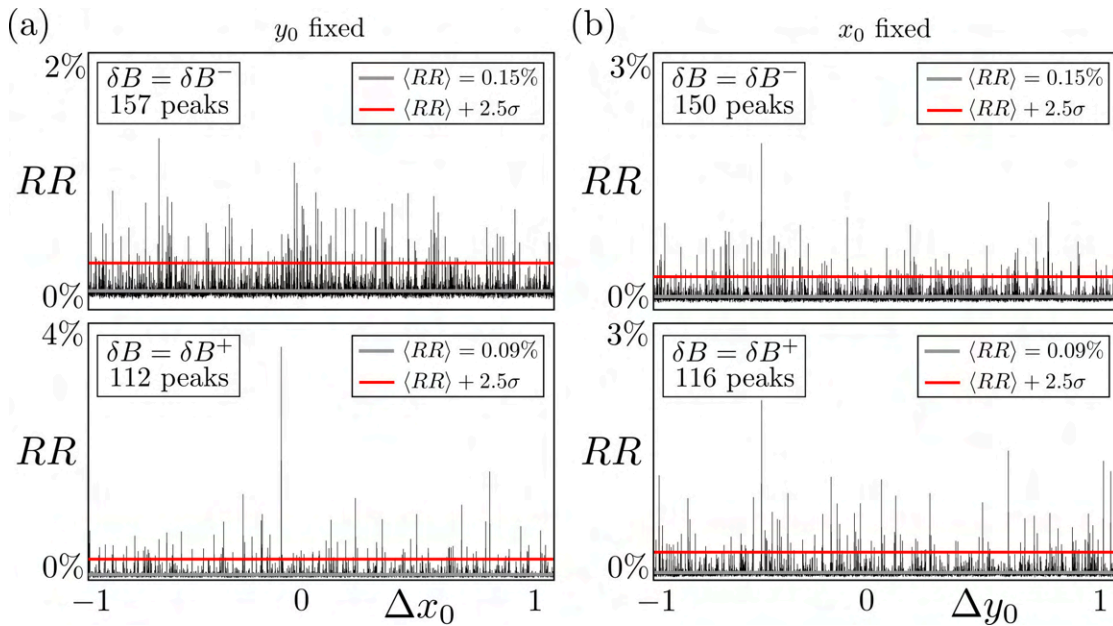 (a)
y₀ fixed
2%
δB = δB⁻
157 peaks
⟨RR⟩ = 0.15%
⟨RR⟩ + 2.5σ
RR
0%
4%
δB = δB⁺
112 peaks
⟨RR⟩ = 0.09%
⟨RR⟩ + 2.5σ
RR
0%
−1
0
Δx₀
1
(b)
x₀ fixed
3%
δB = δB⁻
150 peaks
⟨RR⟩ = 0.15%
⟨RR⟩ + 2.5σ
RR
0%
3%
δB = δB⁺
116 peaks
⟨RR⟩ = 0.09%
⟨RR⟩ + 2.5σ
RR
0%
−1
0
Δy₀
1